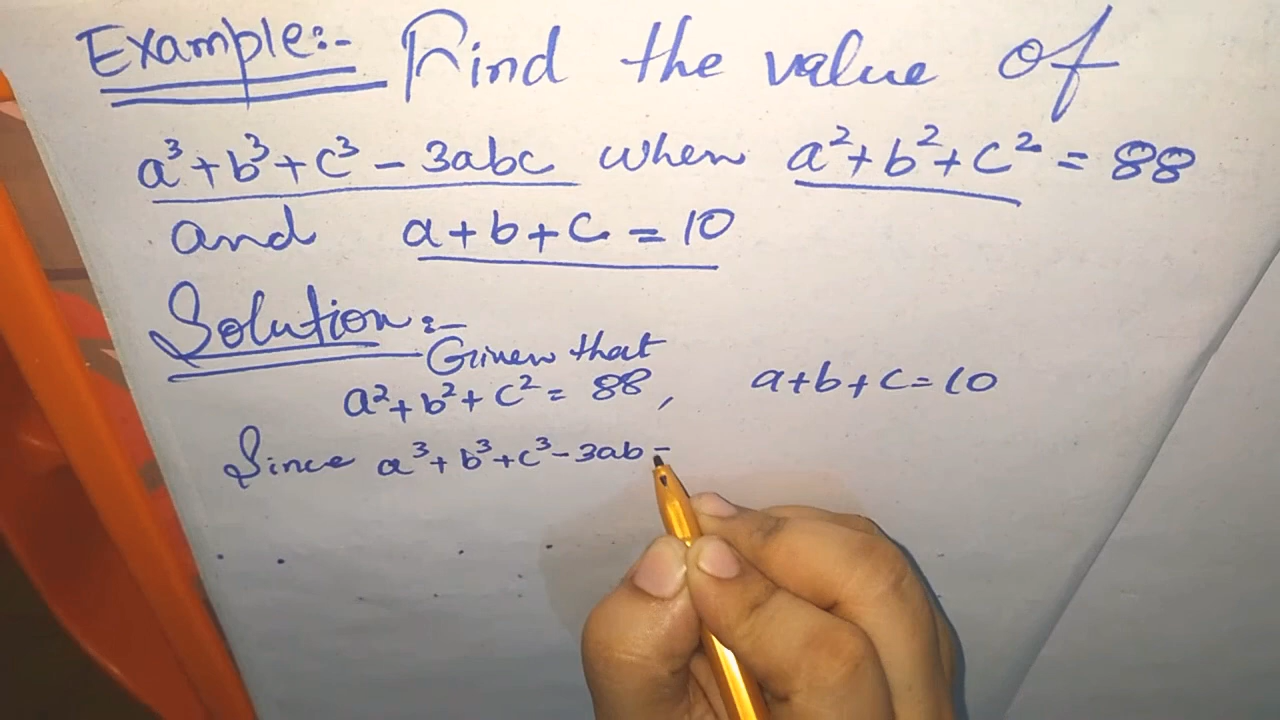 Example:- Find the value of
a³+b³+c³-3abc when a²+b²+c²=88
and a+b+c=10
Solution:-
Given that
a²+b²+c²=88, a+b+c=10
Since a³+b³+c³-3ab=